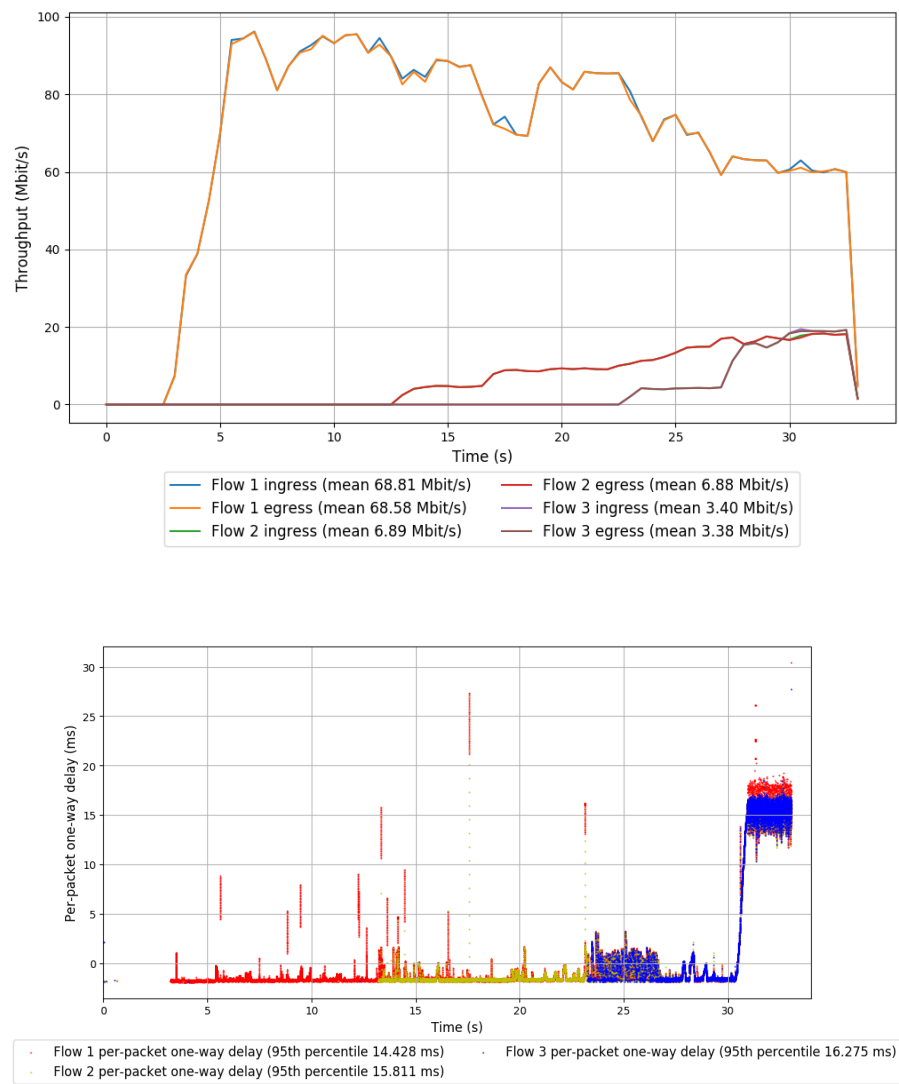 100
80
60
40
20
0
Throughput (Mbit/s)
0 5 10 15 20 25 30
Time (s)
Flow 1 ingress (mean 68.81 Mbit/s) Flow 2 egress (mean 6.88 Mbit/s)
Flow 1 egress (mean 68.58 Mbit/s) Flow 3 ingress (mean 3.40 Mbit/s)
Flow 2 ingress (mean 6.89 Mbit/s) Flow 3 egress (mean 3.38 Mbit/s)
30
25
20
15
10
5
0
Per-packet one-way delay (ms)
0 5 10 15 20 25 30
Time (s)
Flow 1 per-packet one-way delay (95th percentile 14.428 ms) Flow 3 per-packet one-way delay (95th percentile 16.275 ms)
Flow 2 per-packet one-way delay (95th percentile 15.811 ms)